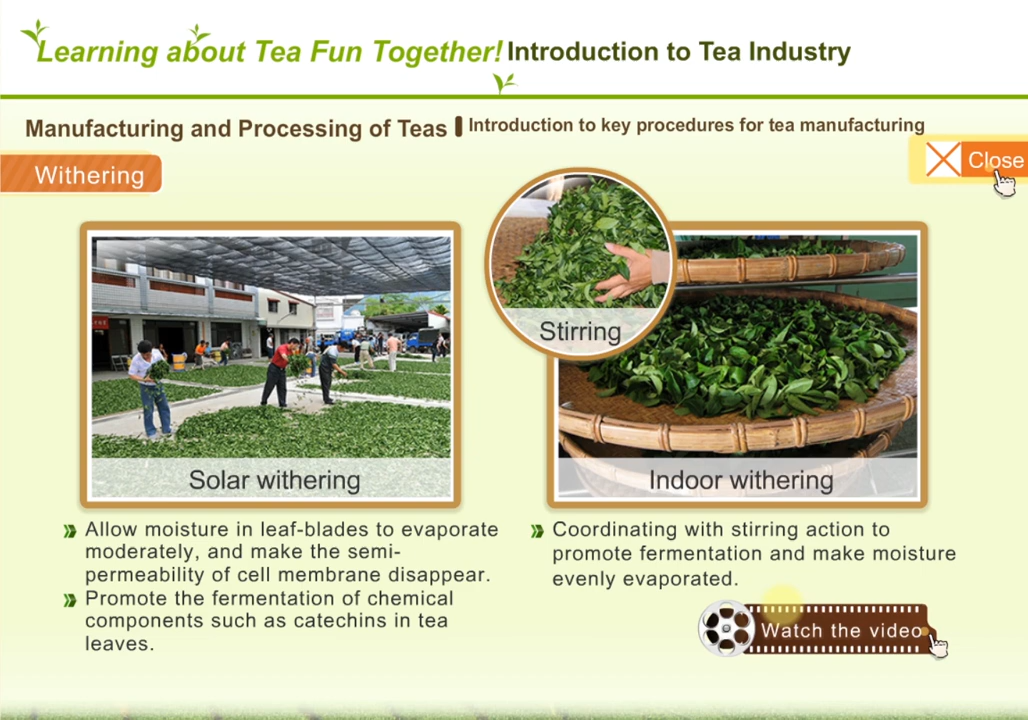 Learning about Tea Fun Together! Introduction to Tea Industry
Manufacturing and Processing of Teas Introduction to key procedures for tea manufacturing
Close
Withering
Stirring
Solar withering
Indoor withering
Allow moisture in leaf-blades to evaporate
moderately, and make the semi-
permeability of cell membrane disappear.
Promote the fermentation of chemical
components such as catechins in tea
leaves.
Coordinating with stirring action to
promote fermentation and make moisture
evenly evaporated.
Watch the video